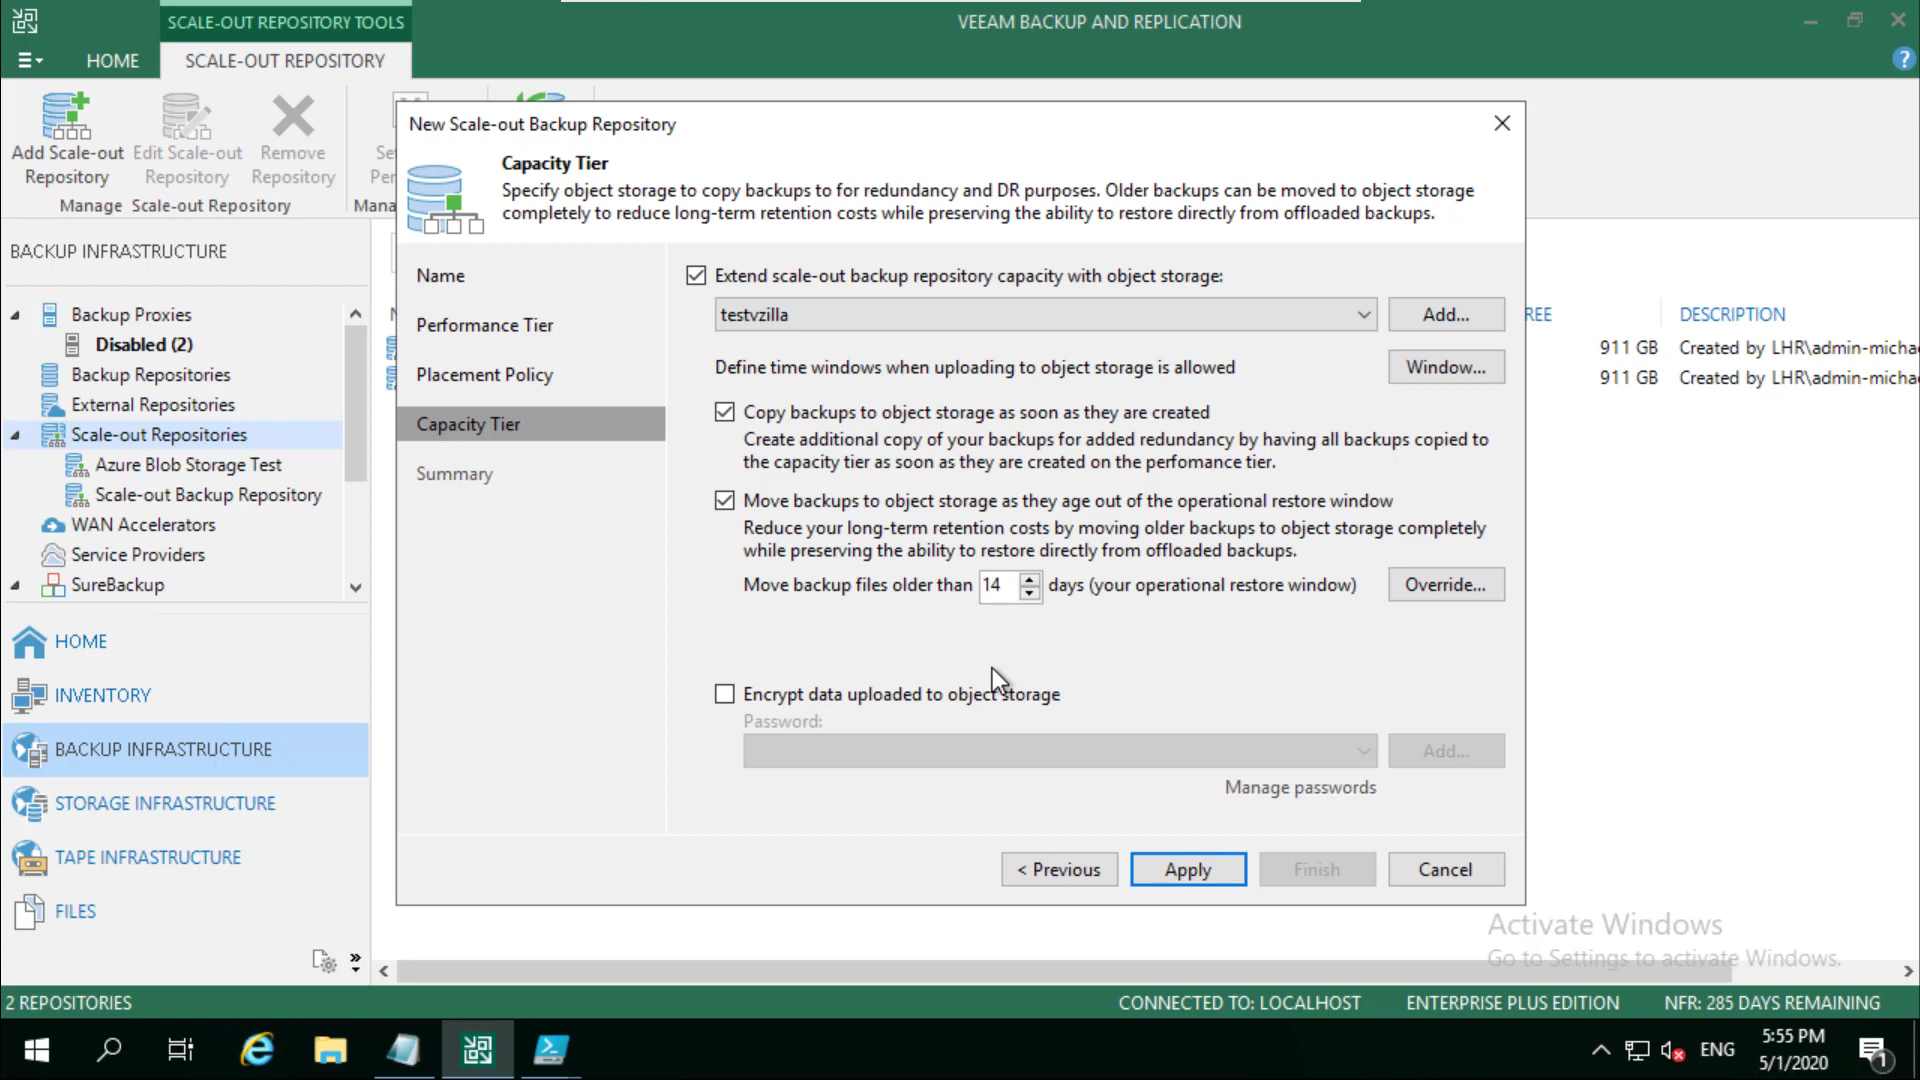 SCALE-OUT REPOSITORY TOOLS
VEEAM BACKUP AND REPLICATION
HOME
SCALE-OUT REPOSITORY
?
Add Scale-out
Repository
Edit Scale-out
Repository
Remove
Repository
Manage Scale-out Repository
BACKUP INFRASTRUCTURE
Backup Proxies
Disabled (2)
Backup Repositories
External Repositories
Scale-out Repositories
Azure Blob Storage Test
Scale-out Backup Repository
WAN Accelerators
Service Providers
SureBackup
HOME
INVENTORY
BACKUP INFRASTRUCTURE
STORAGE INFRASTRUCTURE
TAPE INFRASTRUCTURE
FILES
New Scale-out Backup Repository
Capacity Tier
Specify object storage to copy backups to for redundancy and DR purposes. Older backups can be moved to object storage
completely to reduce long-term retention costs while preserving the ability to restore directly from offloaded backups.
Name
Performance Tier
Placement Policy
Capacity Tier
Summary
Extend scale-out backup repository capacity with object storage:
testvzilla
Add...
Define time windows when uploading to object storage is allowed
Window...
Copy backups to object storage as soon as they are created
Create additional copy of your backups for added redundancy by having all backups copied to
the capacity tier as soon as they are created on the perfomance tier.
Move backups to object storage as they age out of the operational restore window
Reduce your long-term retention costs by moving older backups to object storage completely
while preserving the ability to restore directly from offloaded backups.
Move backup files older than 14 days (your operational restore window)
Override...
Encrypt data uploaded to object storage
Password:
Add...
Manage passwords
< Previous
Apply
Finish
Cancel
REE
DESCRIPTION
911 GB Created by LHR\admin-micha
911 GB Created by LHR\admin-micha
Activate Windows
Go to Settings to activate Windows.
2 REPOSITORIES
CONNECTED TO: LOCALHOST
ENTERPRISE PLUS EDITION
NFR: 285 DAYS REMAINING
ENG
5:55 PM
5/1/2020
1